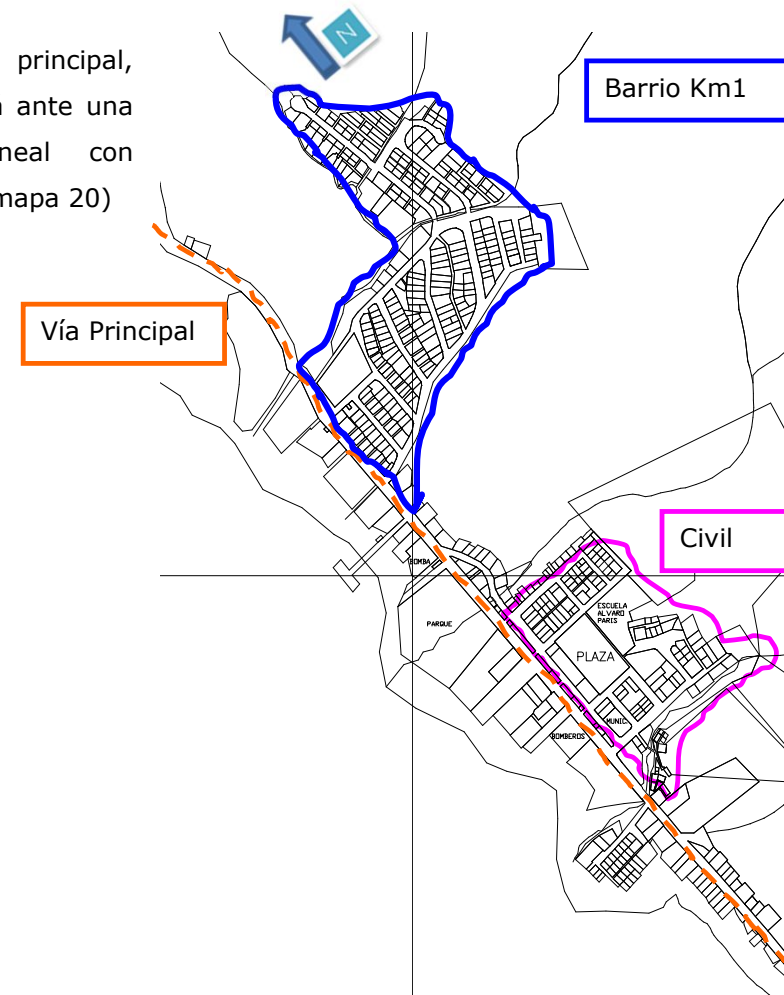 N
principal,
ante una
neal con
mapa 20)
Barrio Km1
Vía Principal
Civil
BOMBA
ESCUELA
ALVARO
PARIS
PARQUE
PLAZA
MUNIC.
BOMBEROS